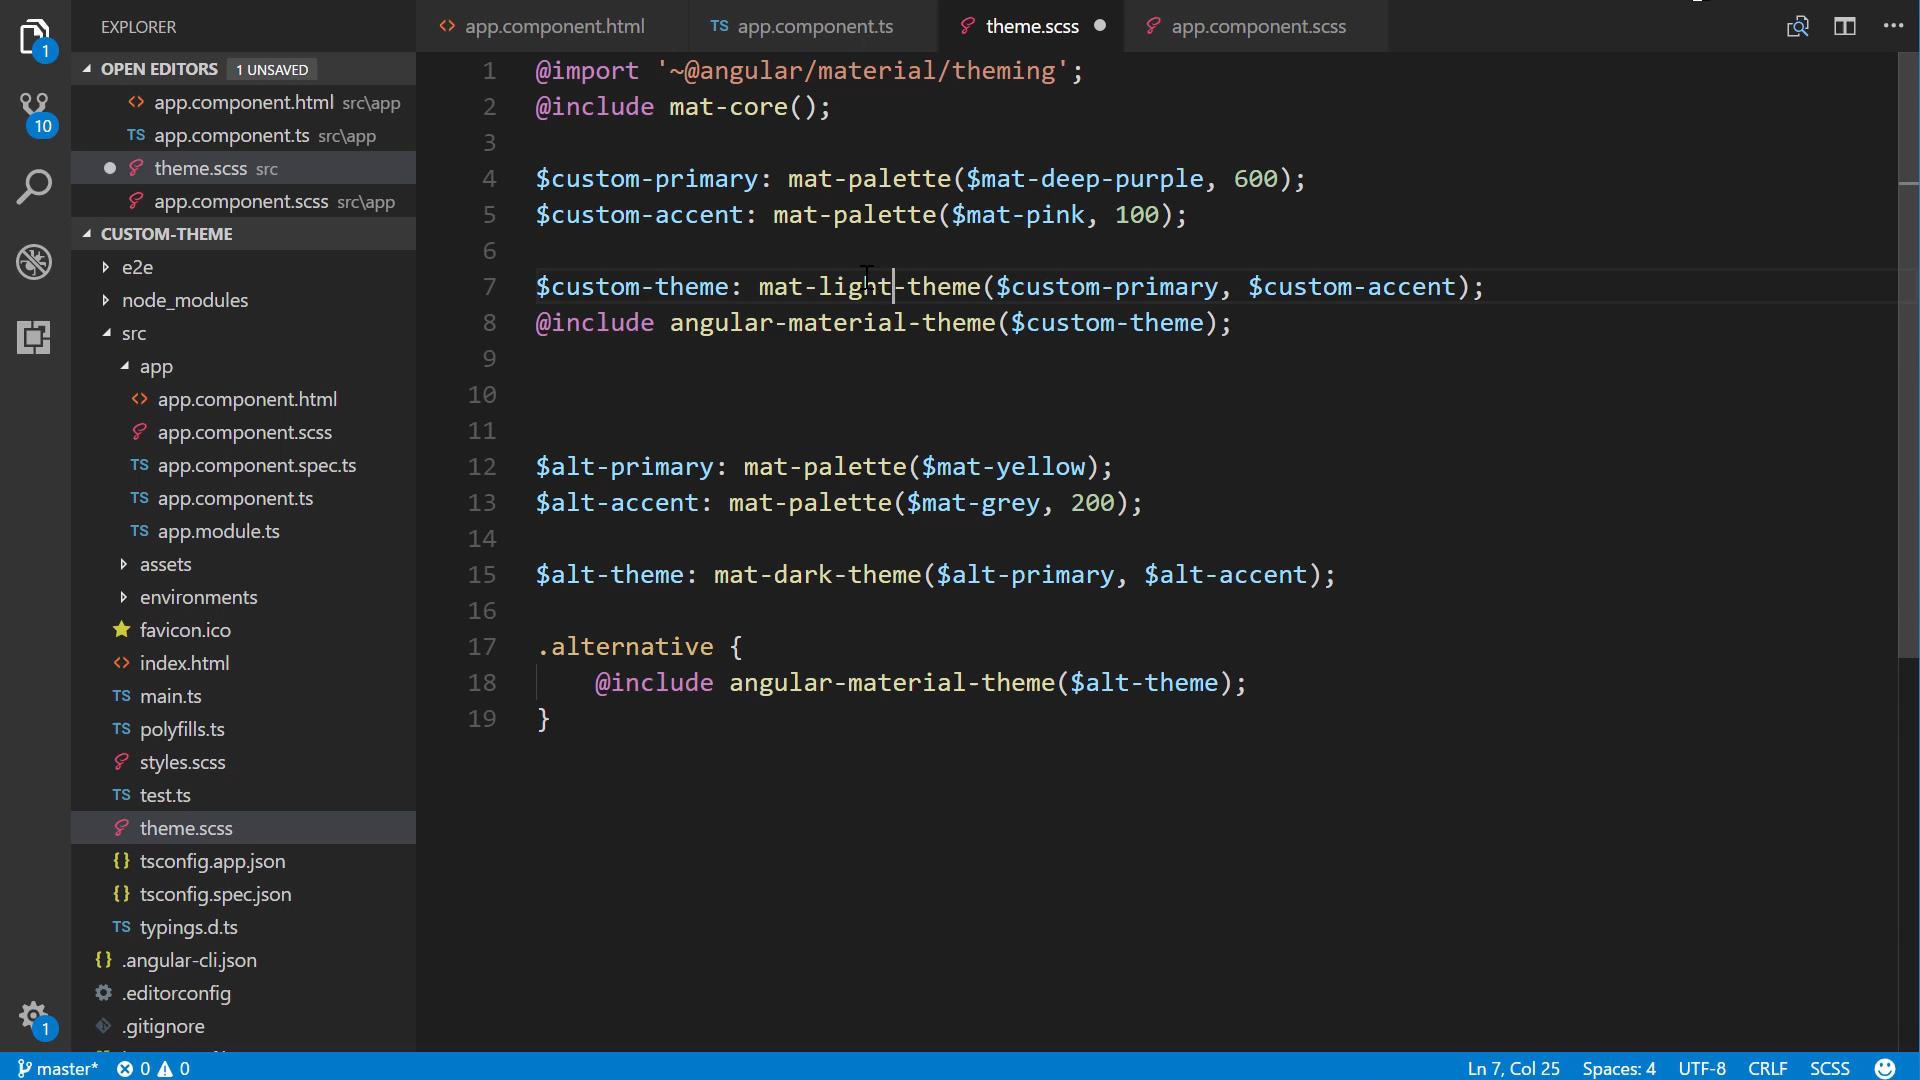 EXPLORER
app.component.html
TS app.component.ts
theme.scss
app.component.scss
1
10
1
OPEN EDITORS 1 UNSAVED
app.component.html src\app
TS app.component.ts src\app
theme.scss src
app.component.scss src\app
CUSTOM-THEME
e2e
node_modules
src
app
app.component.html
app.component.scss
TS app.component.spec.ts
TS app.component.ts
TS app.module.ts
assets
environments
favicon.ico
index.html
TS main.ts
TS polyfills.ts
styles.scss
TS test.ts
theme.scss
{} tsconfig.app.json
{} tsconfig.spec.json
TS typings.d.ts
{} .angular-cli.json
.editorconfig
.gitignore
1 @import '~@angular/material/theming';
2 @include mat-core();
3
4 $custom-primary: mat-palette($mat-deep-purple, 600);
5 $custom-accent: mat-palette($mat-pink, 100);
6
7 $custom-theme: mat-light-theme($custom-primary, $custom-accent);
8 @include angular-material-theme($custom-theme);
9
10
11
12 $alt-primary: mat-palette($mat-yellow);
13 $alt-accent: mat-palette($mat-grey, 200);
14
15 $alt-theme: mat-dark-theme($alt-primary, $alt-accent);
16
17 .alternative {
18 @include angular-material-theme($alt-theme);
19 }
master* 0 0
Ln 7, Col 25 Spaces: 4 UTF-8 CRLF SCSS